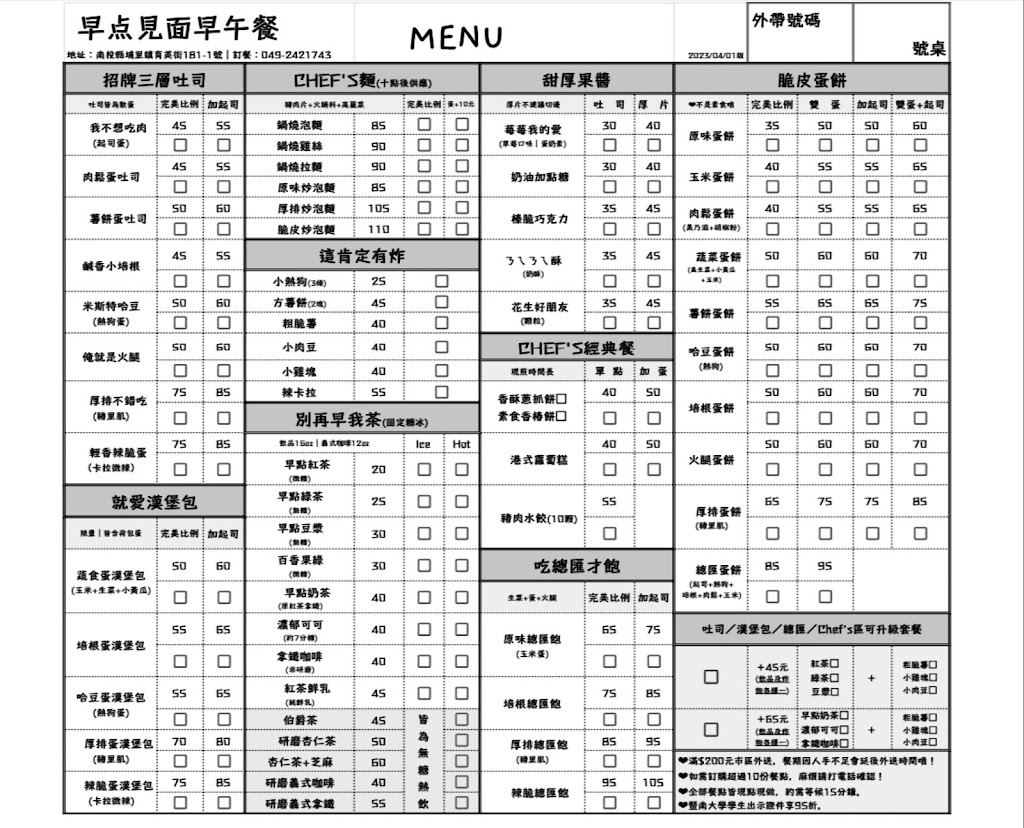 早点見面早午餐
地址：南投縣埔里鎮育英街181-1號｜訂餐：049-2421743
MENU
2023/04/01版
外帶號碼
號桌
招牌三層吐司
吐司皆為軟蛋 完美比例 加起司
我不想吃肉 45 55
(起司蛋) □ □
肉鬆蛋吐司 45 55
□ □
薯餅蛋吐司 50 60
□ □
鹹香小培根 45 55
□ □
米斯特哈豆 50 60
(熱狗蛋) □ □
俺就是火腿 50 60
□ □
厚排不錯吃 75 85
(豬里肌) □ □
輕香辣脆蛋 75 85
(卡拉微辣) □ □
就愛漢堡包
限量｜皆含荷包蛋 完美比例 加起司
蔬食蛋漢堡包 50 60
(玉米+生菜+小黃瓜) □ □
培根蛋漢堡包 55 65
□ □
哈豆蛋漢堡包 55 65
(熱狗蛋) □ □
厚排蛋漢堡包 70 80
(豬里肌) □ □
辣脆蛋漢堡包 75 85
(卡拉微辣) □ □
CHEF'S麵(十點後供應)
豬肉片+火鍋料+高麗菜 完美比例 蛋+10元
鍋燒泡麵 85 □ □
鍋燒雞絲 90 □ □
鍋燒拉麵 90 □ □
原味炒泡麵 85 □ □
厚排炒泡麵 105 □ □
脆皮炒泡麵 110 □ □
這肯定有炸
小熱狗(3條) 25 □
方薯餅(2塊) 45 □
粗脆薯 40 □
小肉豆 40 □
小雞塊 40 □
辣卡拉 55 □
別再早我茶(固定糖冰)
飲品16oz｜義式咖啡12oz Ice Hot
早點紅茶 20 □ □
(微糖)
早點綠茶 25 □ □
(無糖)
早點豆漿 30 □ □
(無糖)
百香果綠 30 □ □
(微糖)
早點奶茶 40 □ □
(原紅茶拿鐵)
濃郁可可 40 □ □
(約7分糖)
拿鐵咖啡 40 □ □
(非研磨)
紅茶鮮乳 45 □ □
(純鮮乳)
伯爵茶 45 皆 □
研磨杏仁茶 50 為 □
杏仁茶+芝麻 60 無糖 □
研磨義式咖啡 40 熱 □
研磨義式拿鐵 55 飲 □
甜厚果醬
厚片不建議切邊 吐 司 厚 片
莓莓我的愛 30 40
(草莓口味｜蛋奶素) □ □
奶油加點糖 30 40
□ □
榛脆巧克力 35 45
□ □
ㄋㄟㄋㄟ酥 35 45
(奶酥) □ □
花生好朋友 35 45
(顆粒) □ □
CHEF'S經典餐
現煎時間長 單 點 加 蛋
香酥蔥抓餅□ 40 50
素食香椿餅□ □ □
港式蘿蔔糕 40 50
□ □
豬肉水餃(10顆) 55
□
吃總匯才飽
生菜+蛋+火腿 完美比例 加起司
原味總匯飽 65 75
(玉米蛋) □ □
培根總匯飽 75 85
□ □
厚排總匯飽 85 95
(豬里肌) □ □
辣脆總匯飽 95 105
□ □
脆皮蛋餅
❤不是素食喔 完美比例 雙 蛋 加起司 雙蛋+起司
原味蛋餅 35 50 50 60
□ □ □ □
玉米蛋餅 40 55 55 65
□ □ □ □
肉鬆蛋餅 40 55 55 65
(美乃滋+胡椒粉) □ □ □ □
蔬菜蛋餅 50 60 60 70
(美生菜+小黃瓜+玉米) □ □ □ □
薯餅蛋餅 55 65 65 75
□ □ □ □
哈豆蛋餅 50 60 60 70
(熱狗) □ □ □ □
培根蛋餅 50 60 60 70
□ □ □ □
火腿蛋餅 50 60 60 70
□ □ □ □
厚排蛋餅 65 75 75 85
(豬里肌) □ □ □ □
總匯蛋餅 85 95
(起司+熱狗+培根+肉鬆+玉米) □ □
吐司／漢堡包／總匯／Chef's區可升級套餐
□ +45元 (飲品及炸物各擇一) 紅茶□ 綠茶□ 豆漿□ + 粗脆薯□ 小雞塊□ 小肉豆□
□ +65元 (飲品及炸物各擇一) 早點奶茶□ 濃郁可可□ 拿鐵咖啡□ + 粗脆薯□ 小雞塊□ 小肉豆□
❤滿$200元市區外送，餐期因人手不足會延後外送時間哦！
❤如需訂購超過10份餐點，麻煩請打電話確認！
❤全部餐點皆現點現做，約需等候15分鐘。
❤暨南大學學生出示證件享95折。